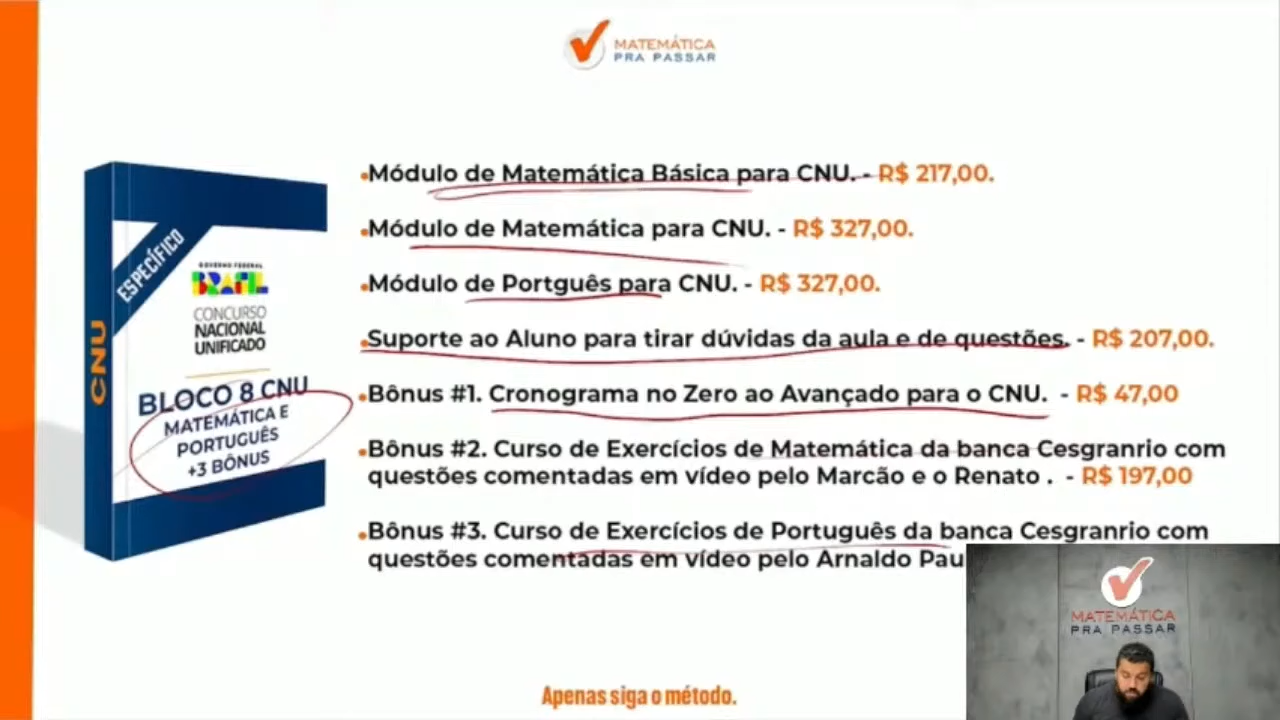 MATEMÁTICA
PRA PASSAR
•Módulo de Matemática Básica para CNU. - R$ 217,00.
•Módulo de Matemática para CNU. - R$ 327,00.
•Módulo de Portguês para CNU. - R$ 327,00.
•Suporte ao Aluno para tirar dúvidas da aula e de questões. - R$ 207,00.
•Bônus #1. Cronograma no Zero ao Avançado para o CNU. - R$ 47,00
•Bônus #2. Curso de Exercícios de Matemática da banca Cesgranrio com
questões comentadas em vídeo pelo Marcão e o Renato . - R$ 197,00
•Bônus #3. Curso de Exercícios de Português da banca Cesgranrio com
questões comentadas em vídeo pelo Arnaldo Pau
CNU
ESPECÍFICO
GOVERNO FEDERAL
BRASIL
CONCURSO
NACIONAL
UNIFICADO
BLOCO 8 CNU
MATEMÁTICA E
PORTUGUÊS
+3 BÔNUS
MATEMÁTICA
PRA PASSAR
Apenas siga o método.